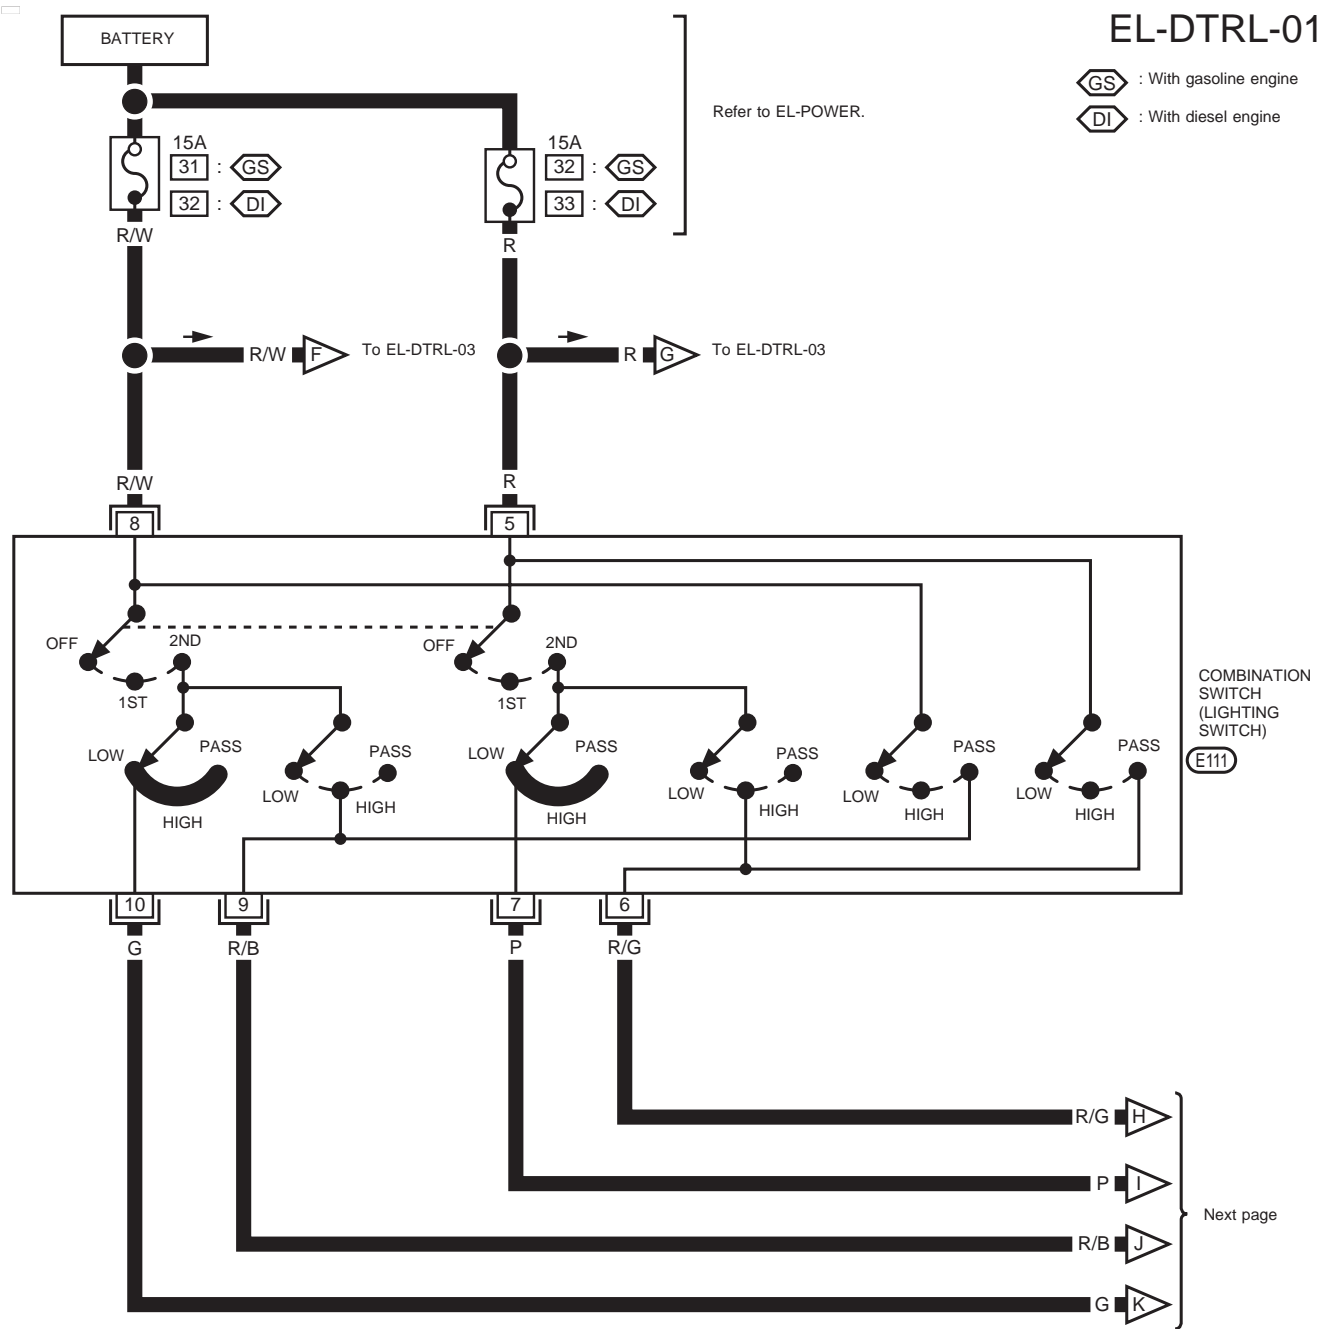 EL-DTRL-01
BATTERY
GS : With gasoline engine
DI : With diesel engine
Refer to EL-POWER.
15A
31 : GS
32 : DI
15A
32 : GS
33 : DI
R/W
R
R/W F To EL-DTRL-03
R G To EL-DTRL-03
R/W
R
8
5
OFF
1ST
2ND
OFF
1ST
2ND
LOW
PASS
HIGH
LOW
PASS
HIGH
LOW
PASS
HIGH
LOW
PASS
HIGH
LOW
PASS
HIGH
LOW
PASS
HIGH
COMBINATION
SWITCH
(LIGHTING
SWITCH)
E111
10
9
7
6
G
R/B
P
R/G
R/G H
P I
R/B J
G K
Next page